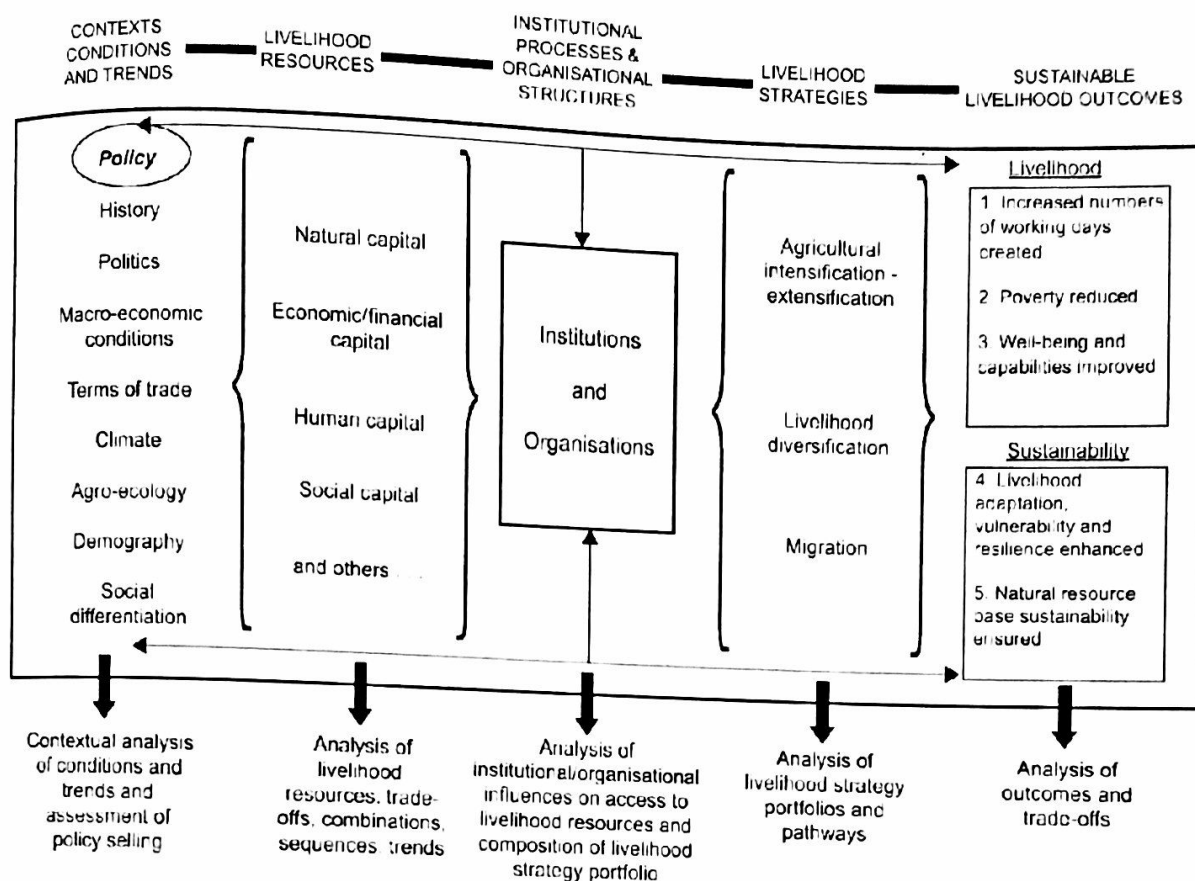 CONTEXTS
CONDITIONS
AND TRENDS
LIVELIHOOD
RESOURCES
INSTITUTIONAL
PROCESSES &
ORGANISATIONAL
STRUCTURES
LIVELIHOOD
STRATEGIES
SUSTAINABLE
LIVELIHOOD OUTCOMES
Policy
History
Politics
Macro-economic
conditions
Terms of trade
Climate
Agro-ecology
Demography
Social
differentiation
Natural capital
Economic/financial
capital
Human capital
Social capital
and others ....
Institutions
and
Organisations
Agricultural
intensification -
extensification
Livelihood
diversification
Migration
Livelihood
1 Increased numbers
of working days
created
2 Poverty reduced
3 Well-being and
capabilities improved
Sustainability
4. Livelihood
adaptation,
vulnerability and
resilience enhanced
5. Natural resource
base sustainability
ensured
Contextual analysis
of conditions and
trends and
assessment of
policy selling
Analysis of
livelihood
resources, trade-
offs, combinations,
sequences, trends
Analysis of
institutional/organisational
influences on access to
livelihood resources and
composition of livelihood
strategy portfolio
Analysis of
livelihood strategy
portfolios and
pathways
Analysis of
outcomes and
trade-offs